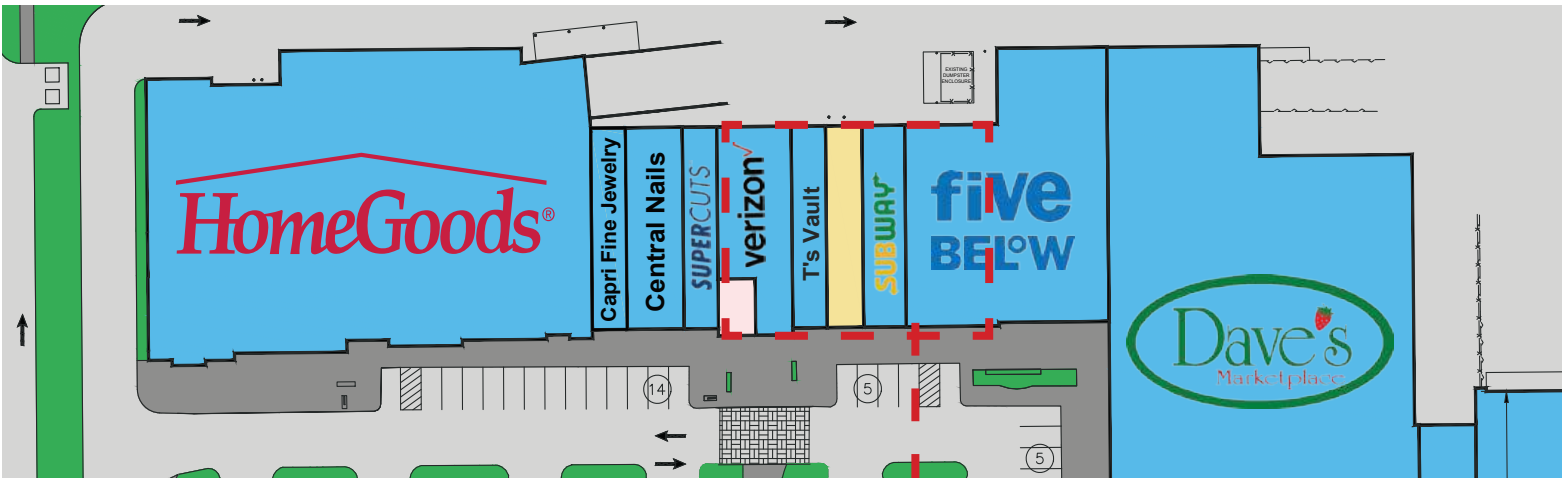 EXISTING
DUMPSTER
ENCLOSURE
HomeGoods®
Capri Fine Jewelry
Central Nails
SUPERCUTS
verizon√
T's Vault
SUBWAY
five
BELOW
Dave's
Marketplace
14
5
5